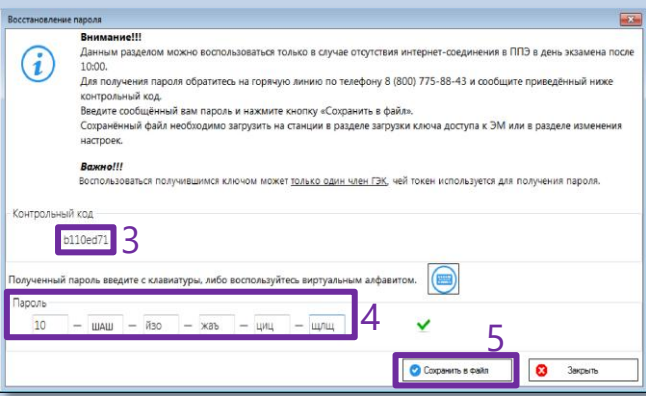 Восстановление пароля
Внимание!!!
Данным разделом можно воспользоваться только в случае отсутствия интернет-соединения в ППЭ в день экзамена после
10:00.
Для получения пароля обратитесь на горячую линию по телефону 8 (800) 775-88-43 и сообщите приведённый ниже
контрольный код.
Введите сообщённый вам пароль и нажмите кнопку «Сохранить в файл».
Сохранённый файл необходимо загрузить на станции в разделе загрузки ключа доступа к ЭМ или в разделе изменения
настроек.
Важно!!!
Воспользоваться получившимся ключом может только один член ГЭК, чей токен используется для получения пароля.
Контрольный код
b110ed71 3
Полученный пароль введите с клавиатуры, либо воспользуйтесь виртуальным алфавитом.
Пароль
10 — шаш — йзо — жаъ — циц — щлщ 4
5
Сохранить в файл Закрыть